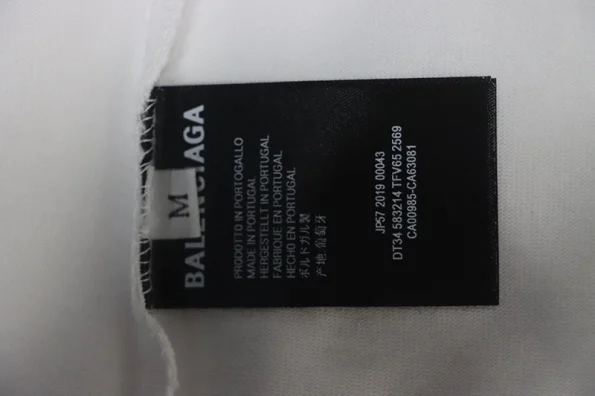 BALENCIAGA
M
PRODOTTO IN PORTOGALLO
MADE IN PORTUGAL
HERGESTELLT IN PORTUGAL
FABRIQUE EN PORTUGAL
HECHO EN PORTUGAL
ポルトガル製
产地:葡萄牙
JP57 2019 00043
DT34 583214 TFV65 2569
CA00985-CA63081